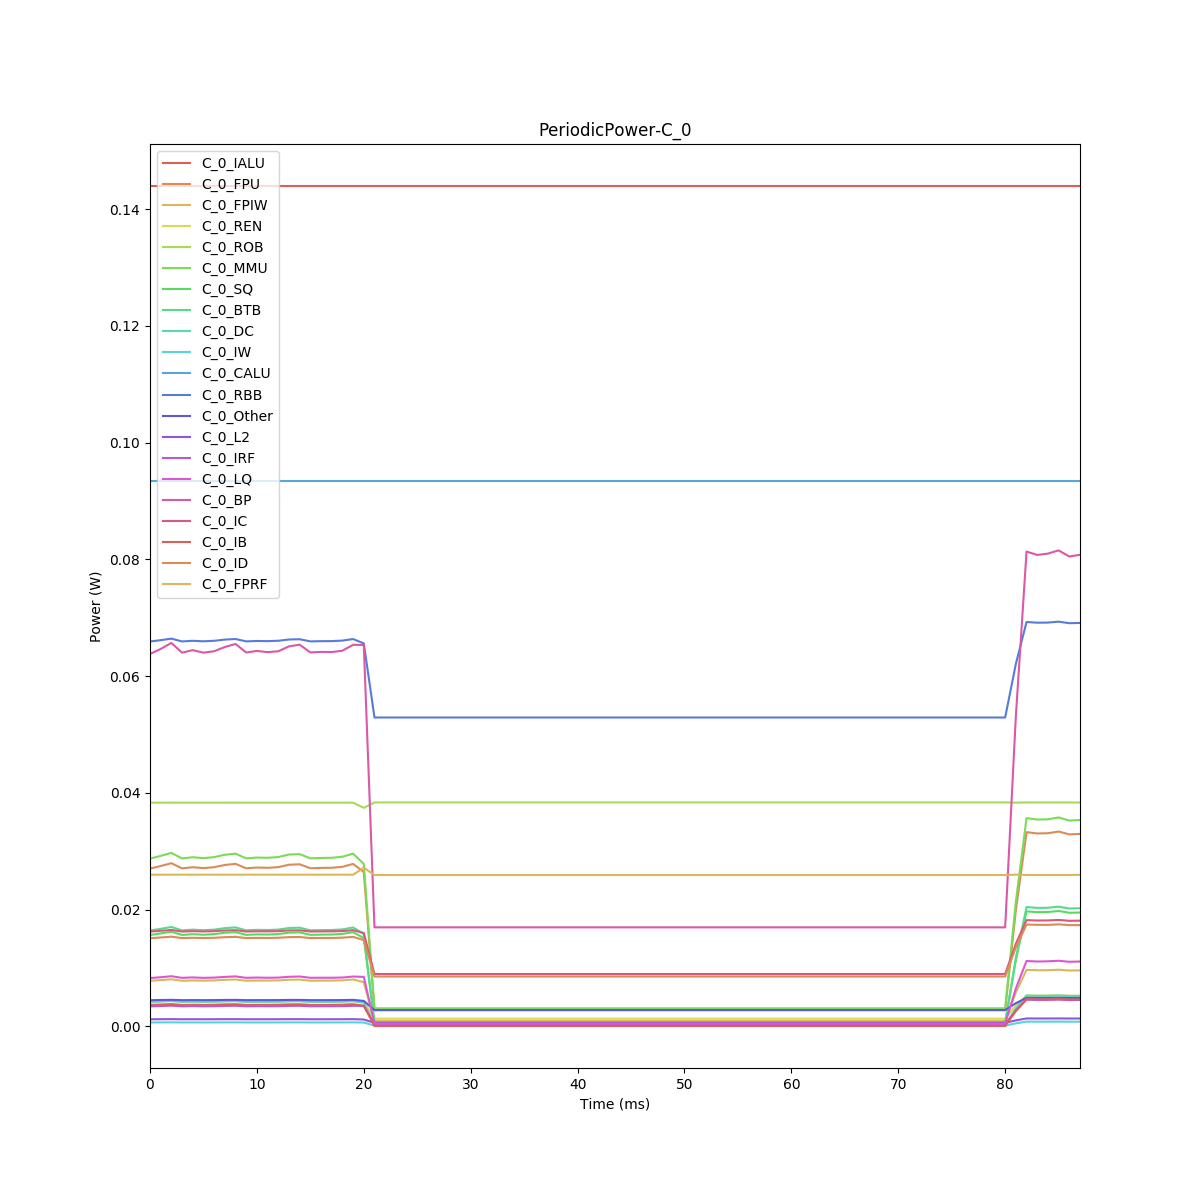 PeriodicPower-C_0
C_0_IALU
C_0_FPU
C_0_FPIW
C_0_REN
C_0_ROB
C_0_MMU
C_0_SQ
C_0_BTB
C_0_DC
C_0_IW
C_0_CALU
C_0_RBB
C_0_Other
C_0_L2
C_0_IRF
C_0_LQ
C_0_BP
C_0_IC
C_0_IB
C_0_ID
C_0_FPRF
0.14
0.12
0.10
0.08
0.06
0.04
0.02
0.00
Power (W)
0 10 20 30 40 50 60 70 80
Time (ms)